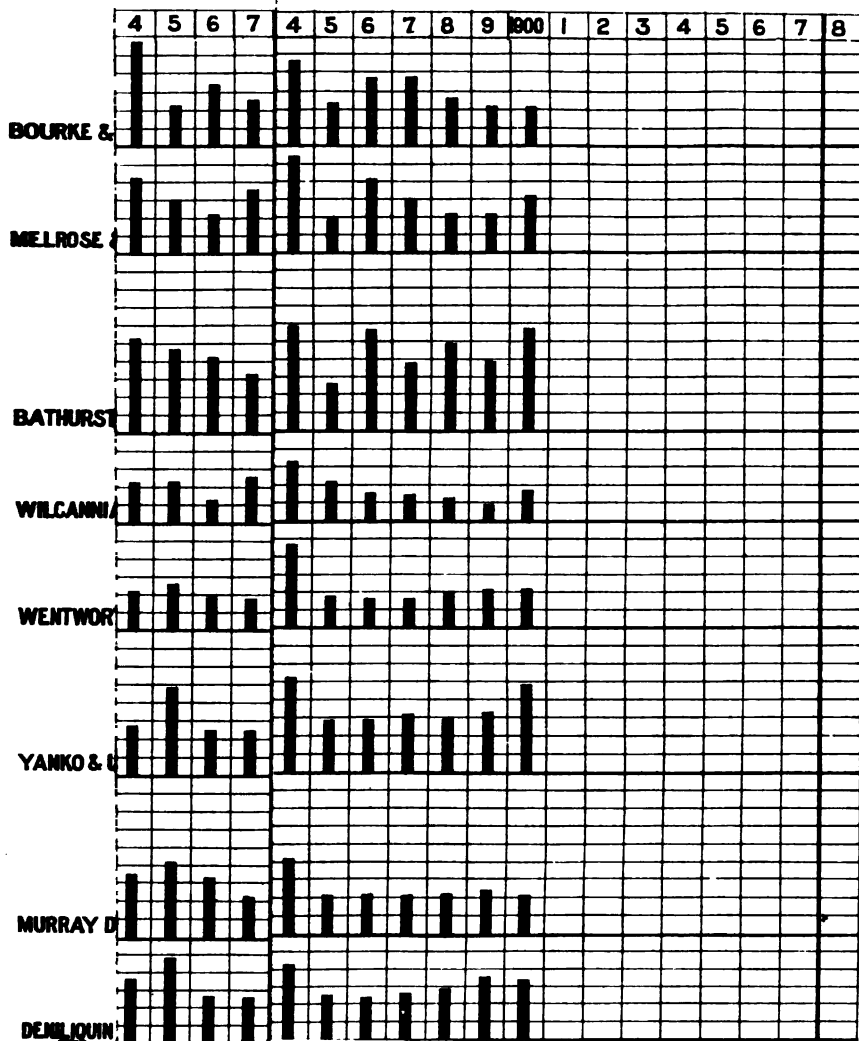 4 5 6 7 4 5 6 7 8 9 1900 1 2 3 4 5 6 7 8
BOURKE &
MELROSE &
BATHURST
WILCANNIA
WENTWOR
YANKO &
MURRAY D
DENILIQUIN